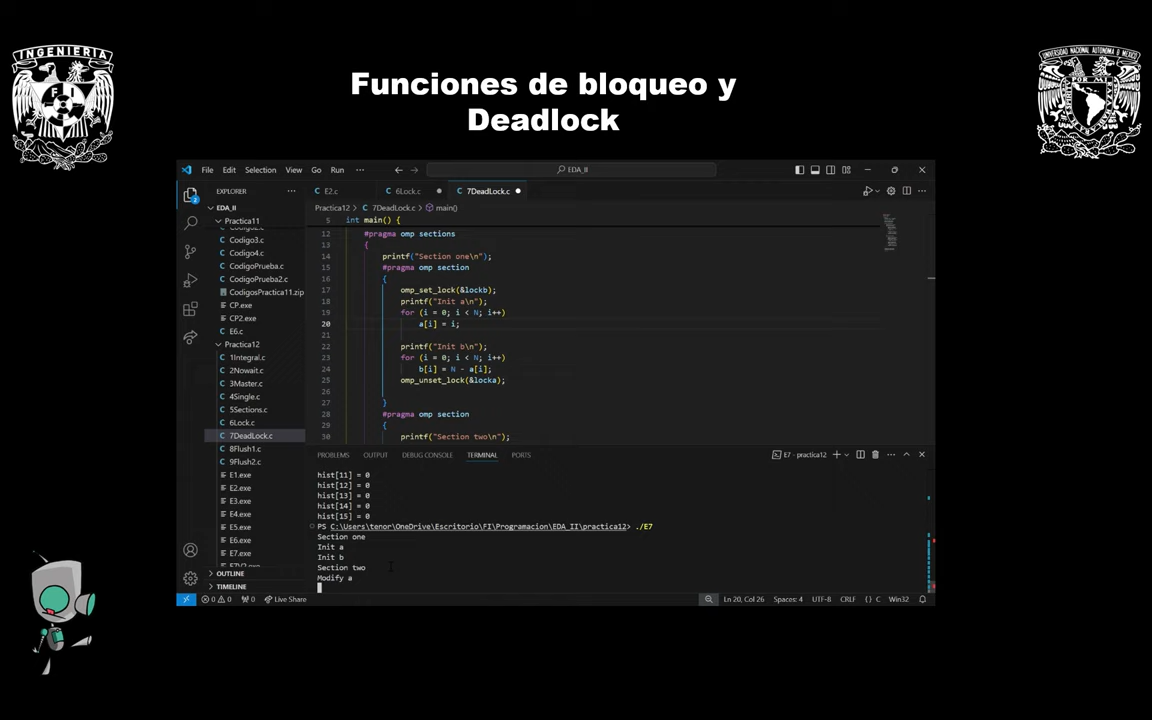 INGENIERIA
Funciones de bloqueo y
Deadlock
File Edit Selection View Go Run ··· EDA_II
EXPLORER ···
E2.c 6Lock.c 7DeadLock.c
EDA_II
Practica12 > C 7DeadLock.c > main()
Practica11
Codigo3.c
Codigo4.c
CodigoPrueba.c
CodigoPrueba2.c
CodigosPractica11.zip
CP.exe
CP2.exe
E6.c
Practica12
1Integral.c
2Nowait.c
3Master.c
4Single.c
5Sections.c
6Lock.c
7DeadLock.c
8Flush1.c
9Flush2.c
E1.exe
E2.exe
E3.exe
E4.exe
E5.exe
E6.exe
E7.exe
OUTLINE
TIMELINE
5 int main() {
12 #pragma omp sections
13 {
14 printf("Section one\n");
15 #pragma omp section
16 {
17 omp_set_lock(&lockb);
18 printf("Init a\n");
19 for (i = 0; i < N; i++)
20 a[i] = i;
21
22 printf("Init b\n");
23 for (i = 0; i < N; i++)
24 b[i] = N - a[i];
25 omp_unset_lock(&locka);
26
27 }
28 #pragma omp section
29 {
30 printf("Section two\n");
PROBLEMS OUTPUT DEBUG CONSOLE TERMINAL PORTS E7 - practica12
hist[11] = 0
hist[12] = 0
hist[13] = 0
hist[14] = 0
hist[15] = 0
PS C:\Users\tenor\OneDrive\Escritorio\FI\Programacion\EDA_II\practica12> ./E7
Section one
Init a
Init b
Section two
Modify a
0 0 0 Live Share Ln 20, Col 26 Spaces: 4 UTF-8 CRLF {} C Win32